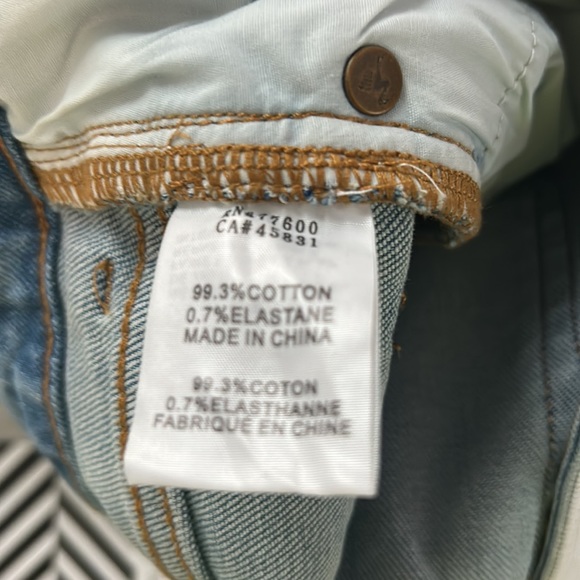 CA#45831
99.3%COTTON
0.7%ELASTANE
MADE IN CHINA
99.3%COTON
0.7%ELASTHANNE
FABRIQUÉ EN CHINE